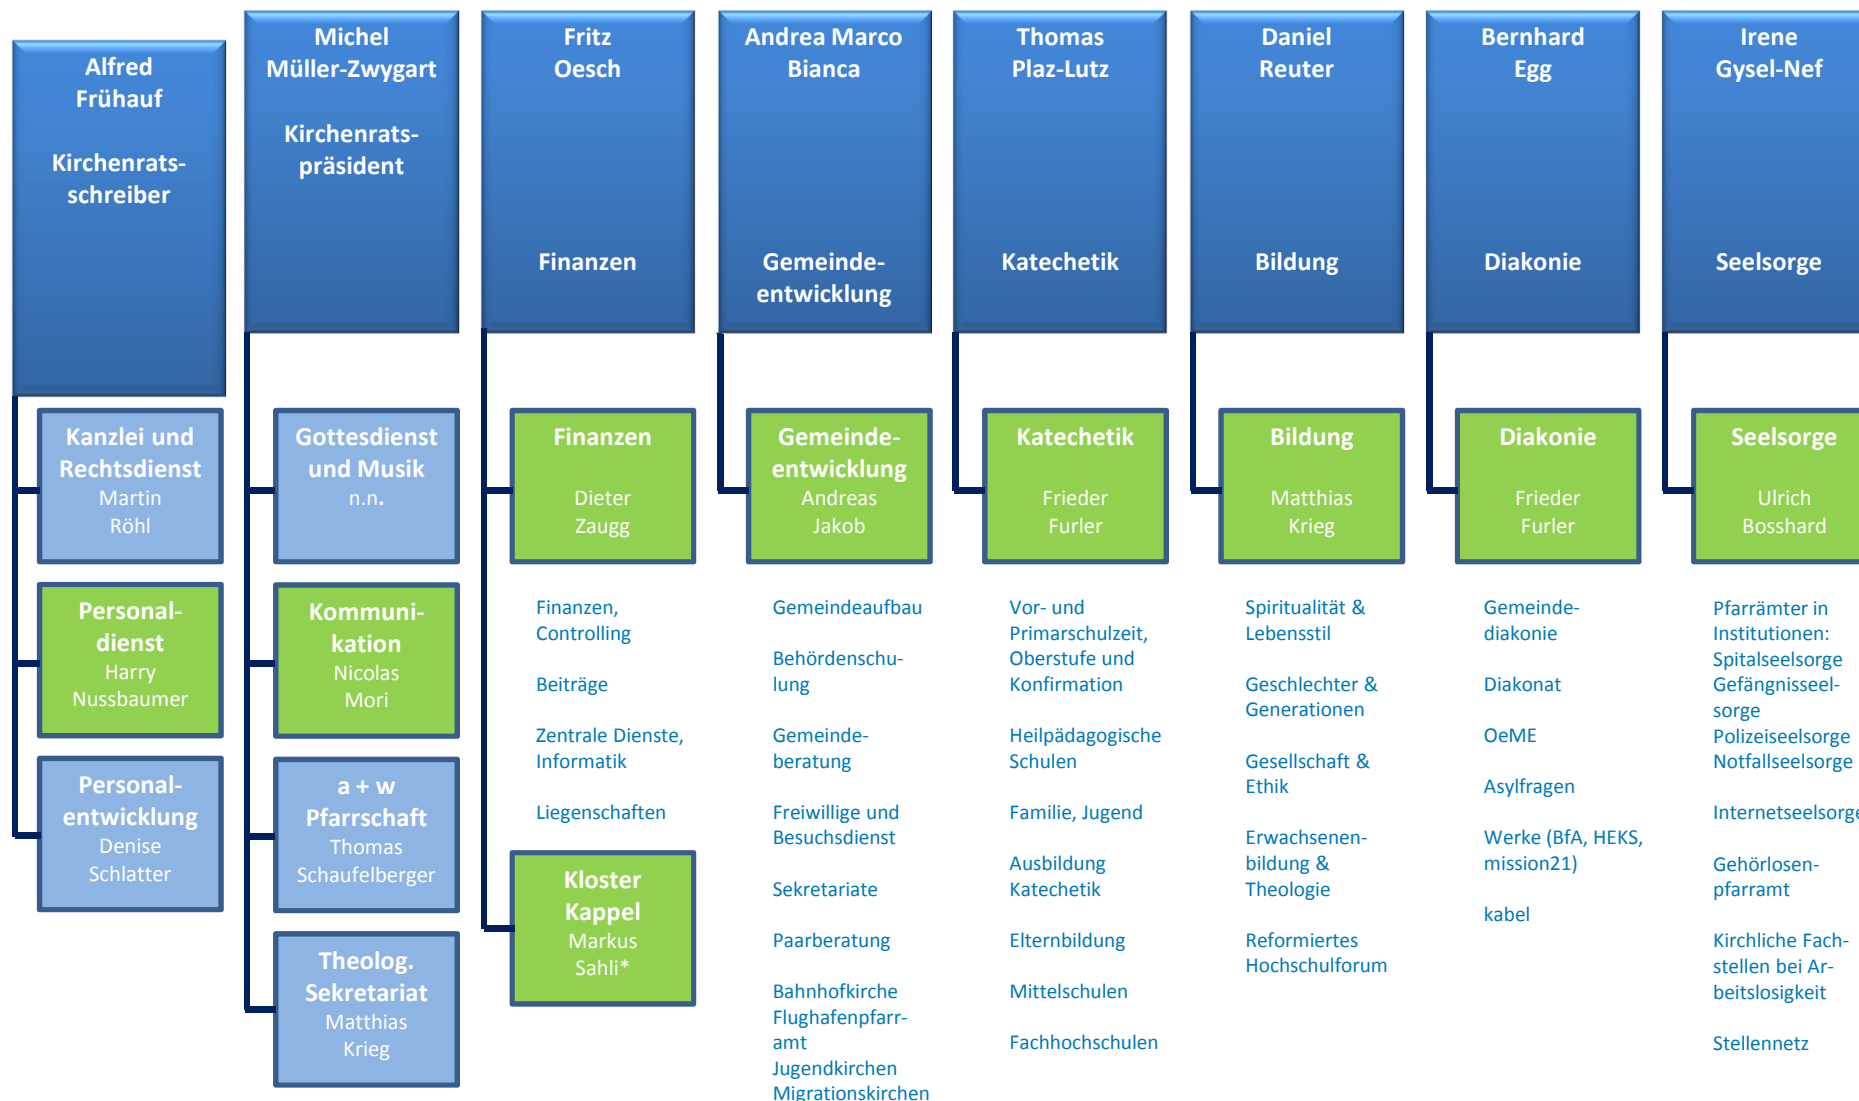 Alfred
Frühauf
Kirchenrats-
schreiber
Kanzlei und
Rechtsdienst
Martin
Röhl
Personal-
dienst
Harry
Nussbaumer
Personal-
entwicklung
Denise
Schlatter
Michel
Müller-Zwygart
Kirchenrats-
präsident
Gottesdienst
und Musik
n.n.
Kommuni-
kation
Nicolas
Mori
a + w
Pfarrschaft
Thomas
Schaufelberger
Theolog.
Sekretariat
Matthias
Krieg
Fritz
Oesch
Finanzen
Finanzen
Dieter
Zaugg
Finanzen,
Controlling
Beiträge
Zentrale Dienste,
Informatik
Liegenschaften
Kloster
Kappel
Markus
Sahli*
Andrea Marco
Bianca
Gemeinde-
entwicklung
Gemeinde-
entwicklung
Andreas
Jakob
Gemeindeaufbau
Behördenschu-
lung
Gemeinde-
beratung
Freiwillige und
Besuchsdienst
Sekretariate
Paarberatung
Bahnhofkirche
Flughafenpfarr-
amt
Jugendkirchen
Migrationskirchen
Thomas
Plaz-Lutz
Katechetik
Katechetik
Frieder
Furler
Vor- und
Primarschulzeit,
Oberstufe und
Konfirmation
Heilpädagogische
Schulen
Familie, Jugend
Ausbildung
Katechetik
Elternbildung
Mittelschulen
Fachhochschulen
Daniel
Reuter
Bildung
Bildung
Matthias
Krieg
Spiritualität &
Lebensstil
Geschlechter &
Generationen
Gesellschaft &
Ethik
Erwachsenen-
bildung &
Theologie
Reformiertes
Hochschulforum
Bernhard
Egg
Diakonie
Diakonie
Frieder
Furler
Gemeinde-
diakonie
Diakonat
OeME
Asylfragen
Werke (BfA, HEKS,
mission21)
kabel
Irene
Gysel-Nef
Seelsorge
Seelsorge
Ulrich
Bosshard
Pfarrämter in
Institutionen:
Spitalseelsorge
Gefängnisseel-
sorge
Polizeiseelsorge
Notfallseelsorge
Internetseelsorge
Gehörlosen-
pfarramt
Kirchliche Fach-
stellen bei Ar-
beitslosigkeit
Stellennetz